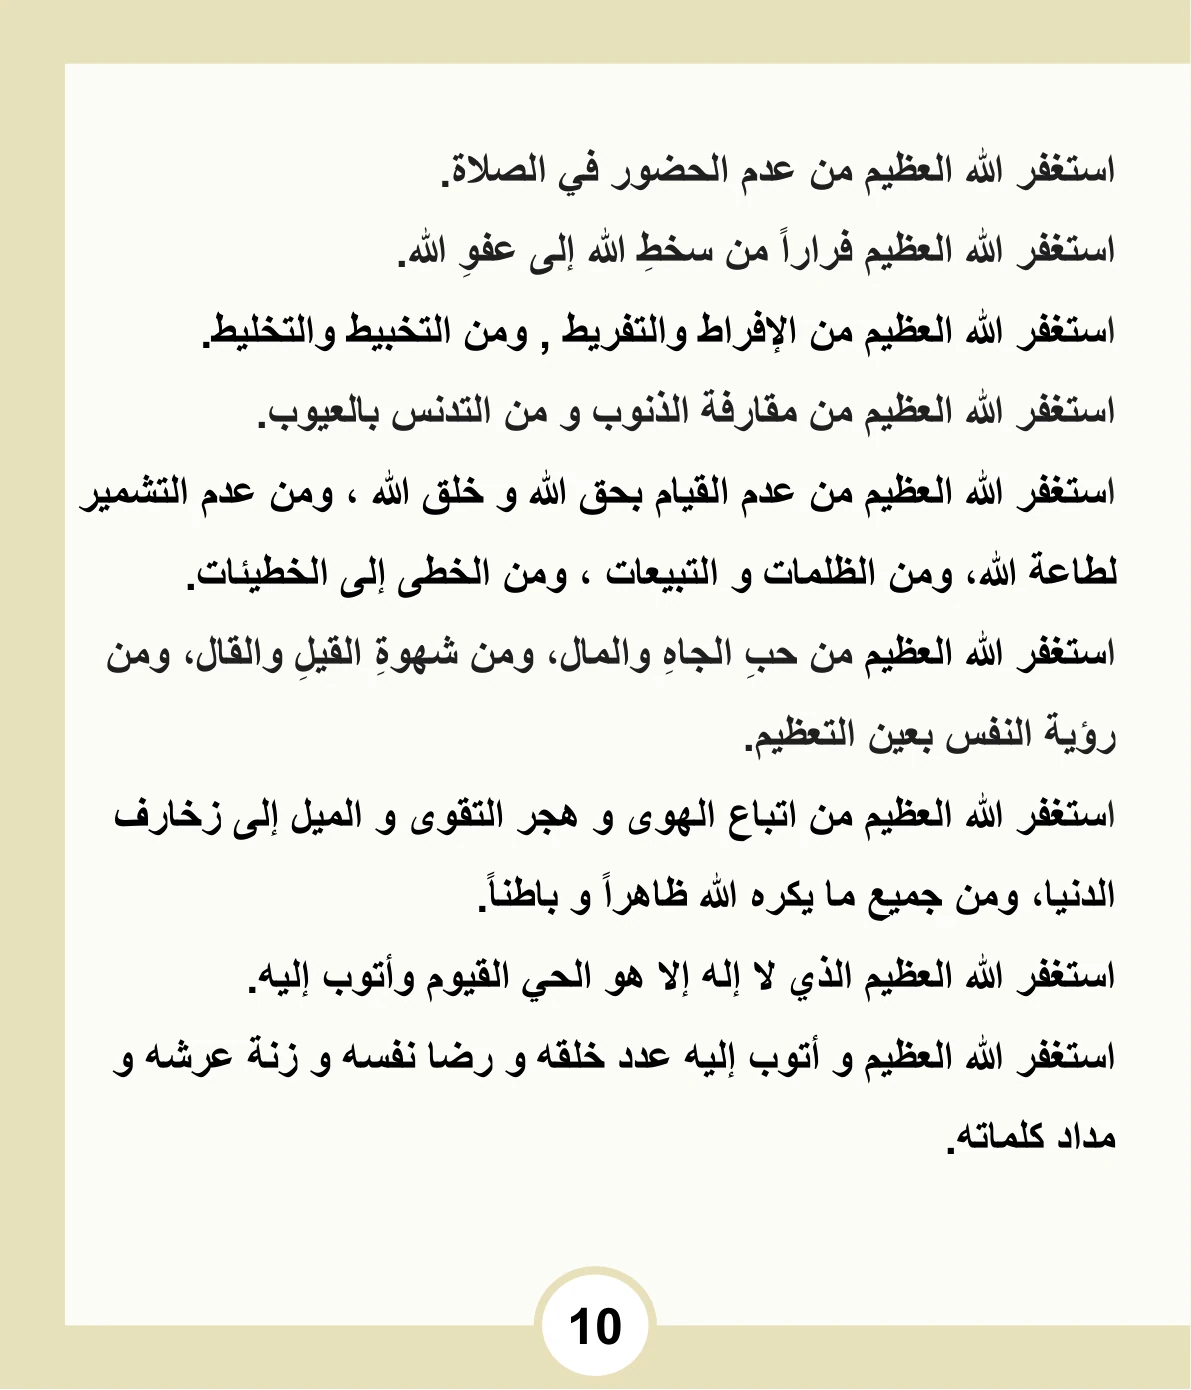 استغفر الله العظيم من عدم الحضور في الصلاة.
استغفر الله العظيم فراراً من سخطِ الله إلى عفوِ الله.
استغفر الله العظيم من الإفراط والتفريط , ومن التخبيط والتخليط.
استغفر الله العظيم من مقارفة الذنوب و من التدنس بالعيوب.
استغفر الله العظيم من عدم القيام بحق الله و خلق الله ، ومن عدم التشمير
لطاعة الله، ومن الظلمات و التبيعات ، ومن الخطى إلى الخطيئات.
استغفر الله العظيم من حبِ الجاهِ والمال، ومن شهوةِ القيلِ والقال، ومن
رؤية النفس بعين التعظيم.
استغفر الله العظيم من اتباع الهوى و هجر التقوى و الميل إلى زخارف
الدنيا، ومن جميع ما يكره الله ظاهراً و باطناً.
استغفر الله العظيم الذي لا إله إلا هو الحي القيوم وأتوب إليه.
استغفر الله العظيم و أتوب إليه عدد خلقه و رضا نفسه و زنة عرشه و
مداد كلماته.
10